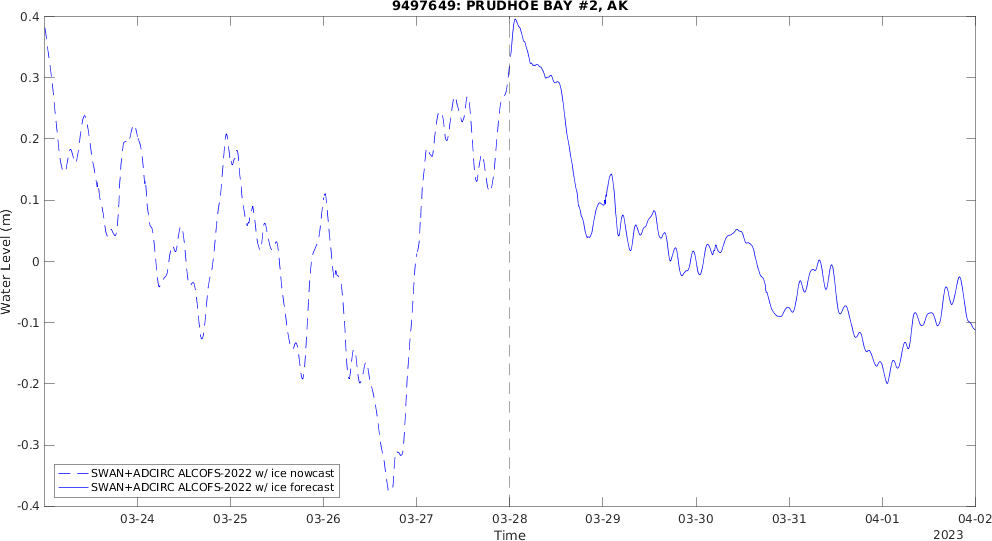 9497649: PRUDHOE BAY #2, AK
0.4
0.3
0.2
0.1
0
-0.1
-0.2
-0.3
-0.4
Water Level (m)
SWAN+ADCIRC ALCOFS-2022 w/ ice nowcast
SWAN+ADCIRC ALCOFS-2022 w/ ice forecast
03-24 03-25 03-26 03-27 03-28 03-29 03-30 03-31 04-01 04-02
Time
2023